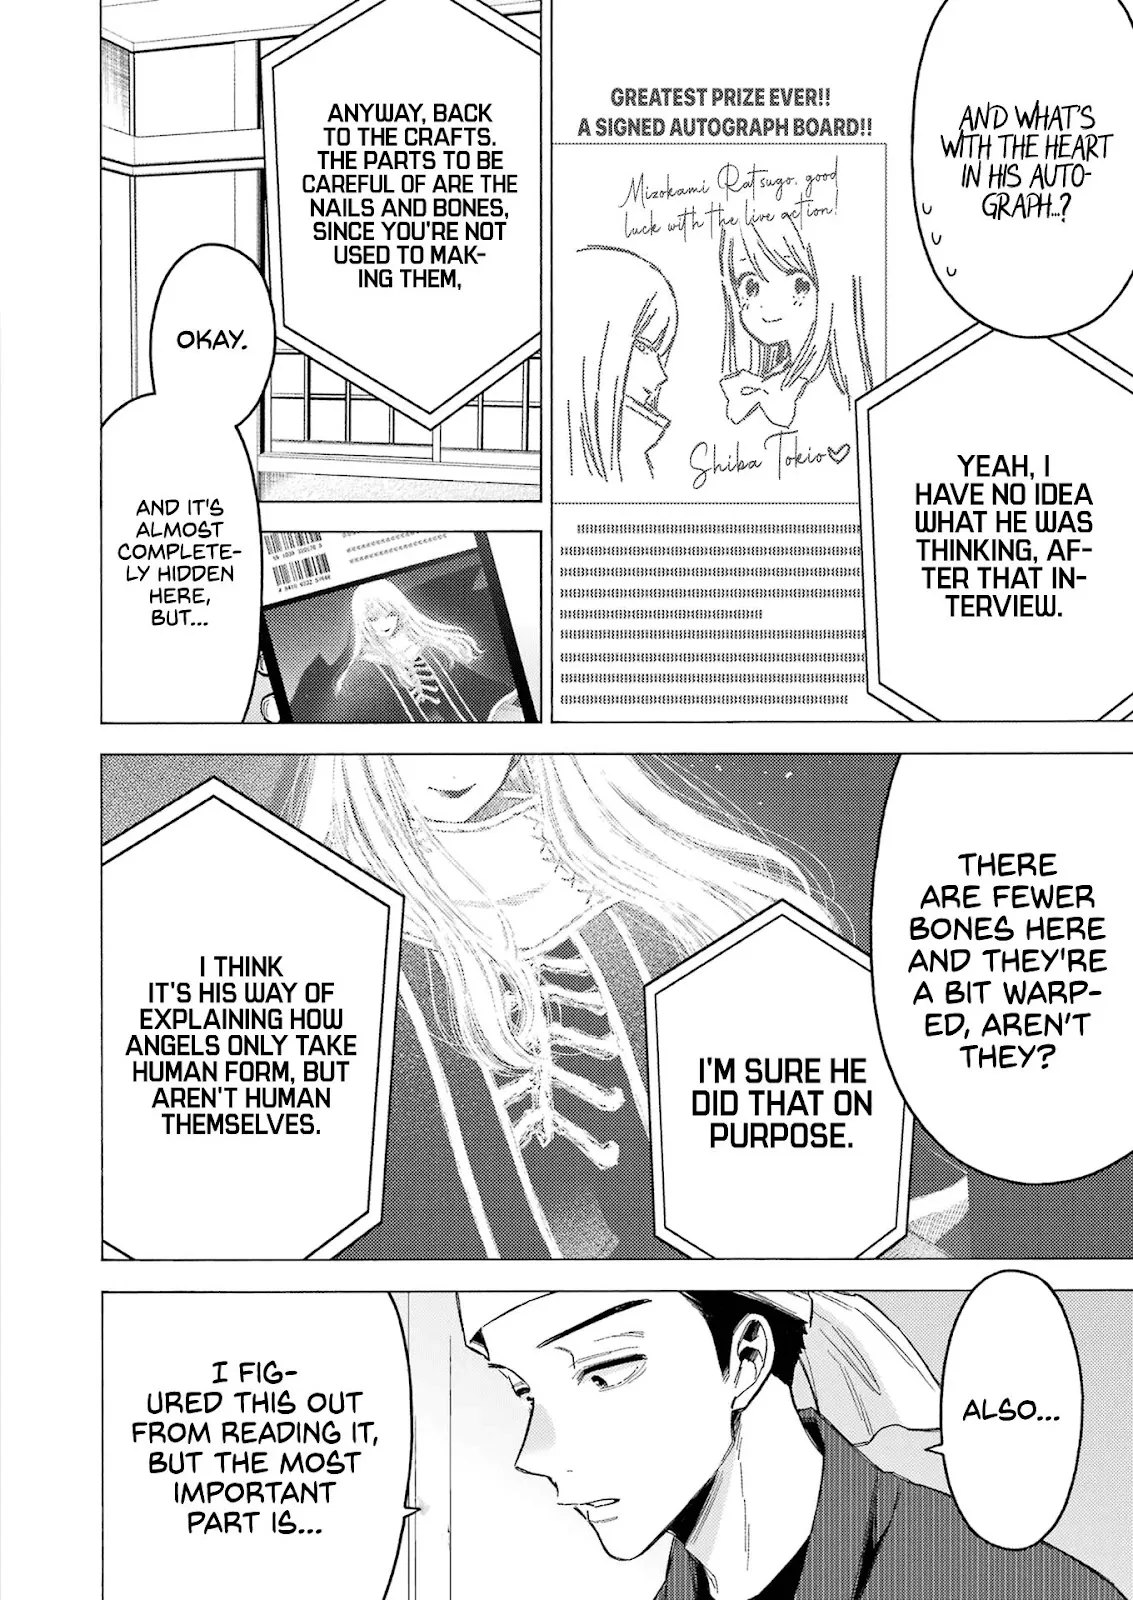 AND WHAT'S
WITH THE HEART
IN HIS AUTO-
GRAPH...?
GREATEST PRIZE EVER!!
A SIGNED AUTOGRAPH BOARD!!
Mizokami Ratsugo, good
luck with the live action!
Shiba Tokio♡
YEAH, I
HAVE NO IDEA
WHAT HE WAS
THINKING, AF-
TER THAT IN-
TERVIEW.
ANYWAY, BACK
TO THE CRAFTS.
THE PARTS TO BE
CAREFUL OF ARE THE
NAILS AND BONES,
SINCE YOU'RE NOT
USED TO MAK-
ING THEM,
OKAY.
AND IT'S
ALMOST
COMPLETE-
LY HIDDEN
HERE,
BUT...
THERE
ARE FEWER
BONES HERE
AND THEY'RE
A BIT WARP-
ED, AREN'T
THEY?
I'M SURE HE
DID THAT ON
PURPOSE.
I THINK
IT'S HIS WAY OF
EXPLAINING HOW
ANGELS ONLY TAKE
HUMAN FORM, BUT
AREN'T HUMAN
THEMSELVES.
ALSO...
I FIG-
URED THIS OUT
FROM READING IT,
BUT THE MOST
IMPORTANT
PART IS...